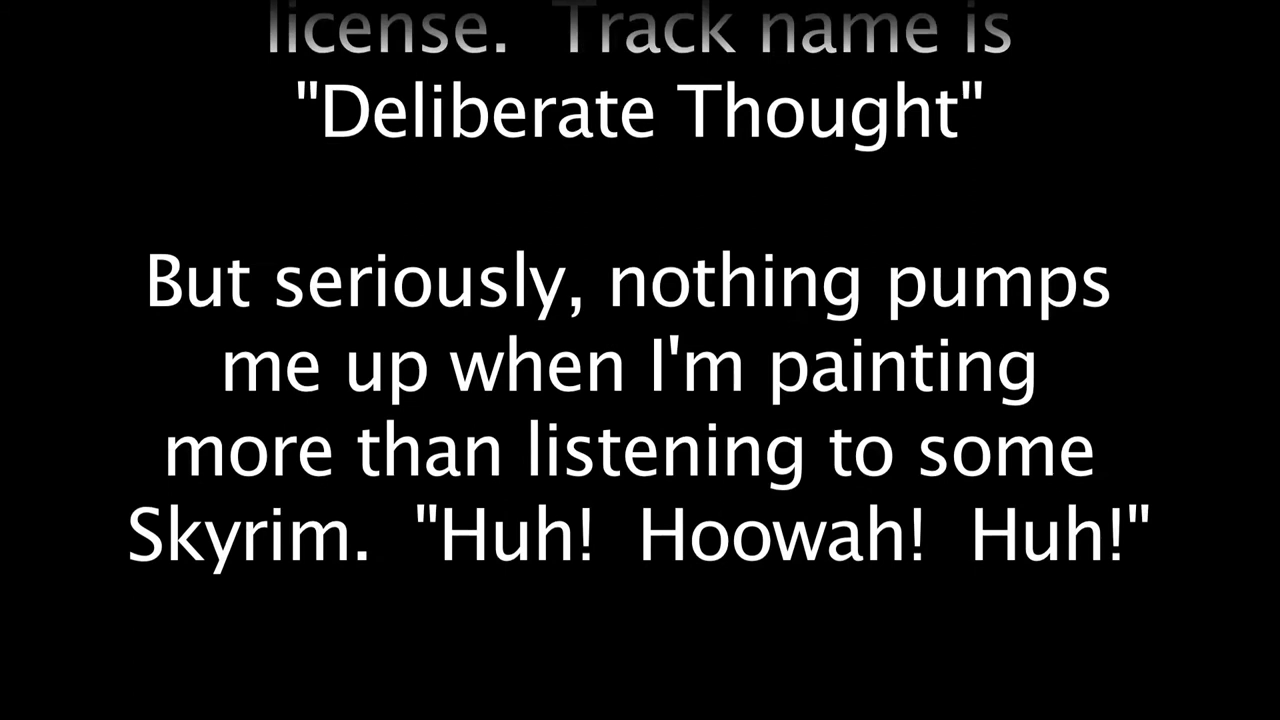 license.  Track name is
"Deliberate Thought"
But seriously, nothing pumps
me up when I'm painting
more than listening to some
Skyrim.  "Huh!  Hoowah!  Huh!"